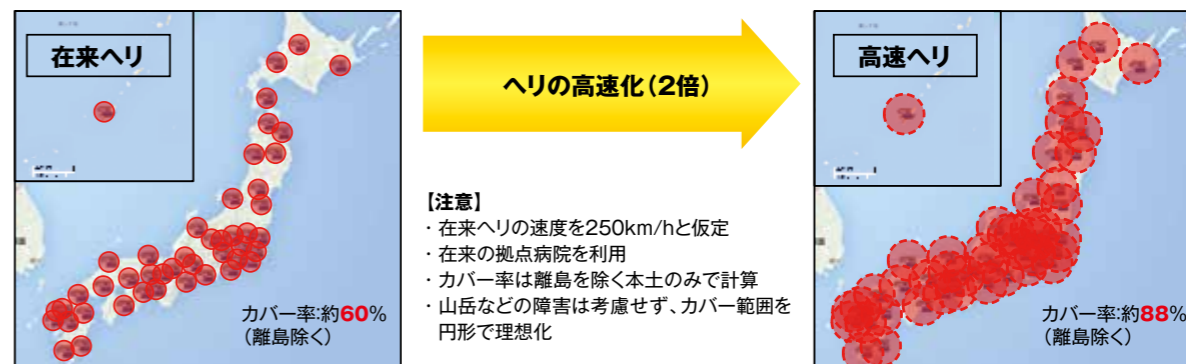 在来ヘリ
カバー率:約60%
(離島除く)
ヘリの高速化(2倍)
【注意】
・在来ヘリの速度を250km/hと仮定
・在来の拠点病院を利用
・カバー率は離島を除く本土のみで計算
・山岳などの障害は考慮せず、カバー範囲を
円形で理想化
高速ヘリ
カバー率:約88%
(離島除く)